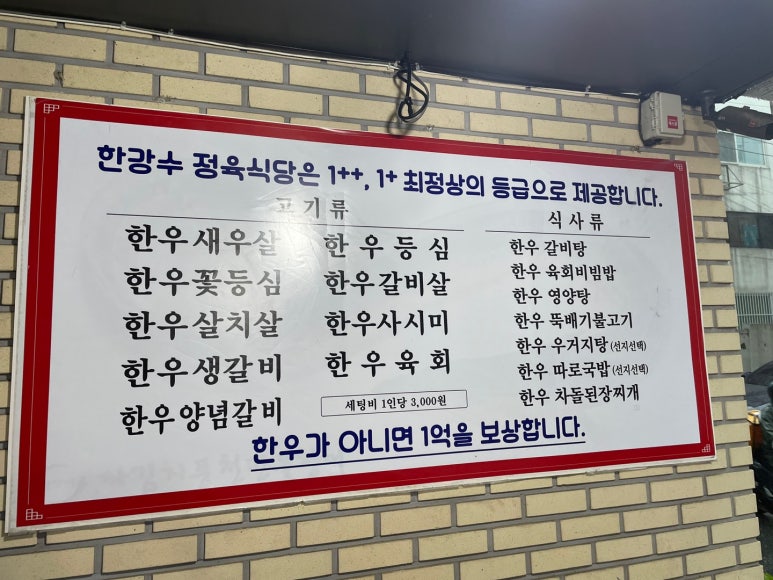 한강수 정육식당은 1++, 1+ 최정상의 등급으로 제공합니다.
고기류
한우새우살
한우꽃등심
한우살치살
한우생갈비
한우양념갈비
한우등심
한우갈비살
한우사시미
한우육회
세팅비 1인당 3,000원
식사류
한우 갈비탕
한우 육회비빔밥
한우 영양탕
한우 뚝배기불고기
한우 우거지탕 (선지선택)
한우 따로국밥 (선지선택)
한우 차돌된장찌개
한우가 아니면 1억을 보상합니다.